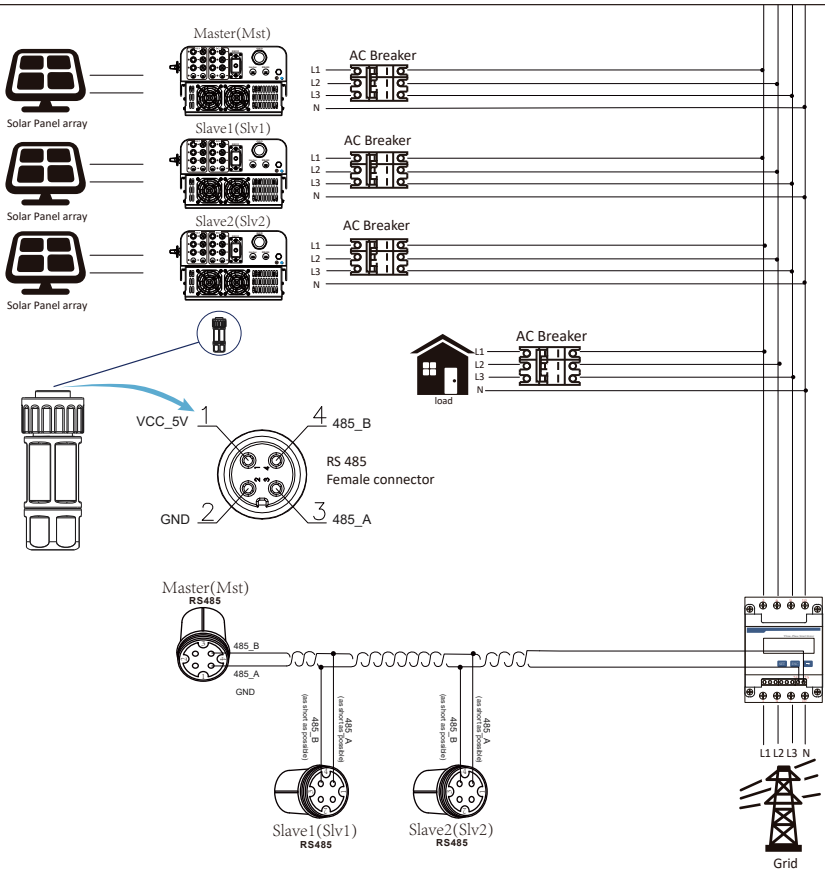 Master(Mst)
AC Breaker
L1
L2
L3
N
Solar Panel array
Slave1(Slv1)
AC Breaker
L1
L2
L3
N
Solar Panel array
Slave2(Slv2)
AC Breaker
L1
L2
L3
N
Solar Panel array
AC Breaker
L1
L2
L3
N
load
VCC_5V 1
4 485_B
1 4
2 3
RS 485
Female connector
GND 2
3 485_A
Master(Mst)
RS485
485_B
485_A
GND
485_B
(as short as possible)
485_A
(as short as possible)
485_B
(as short as possible)
485_A
(as short as possible)
Slave1(Slv1)
RS485
Slave2(Slv2)
RS485
L1 L2 L3 N
Grid